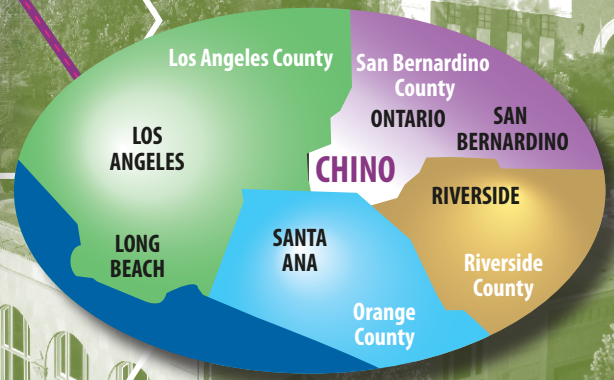 Los Angeles County
San Bernardino
County
ONTARIO
SAN
BERNARDINO
LOS
ANGELES
CHINO
RIVERSIDE
LONG
BEACH
SANTA
ANA
Riverside
County
Orange
County